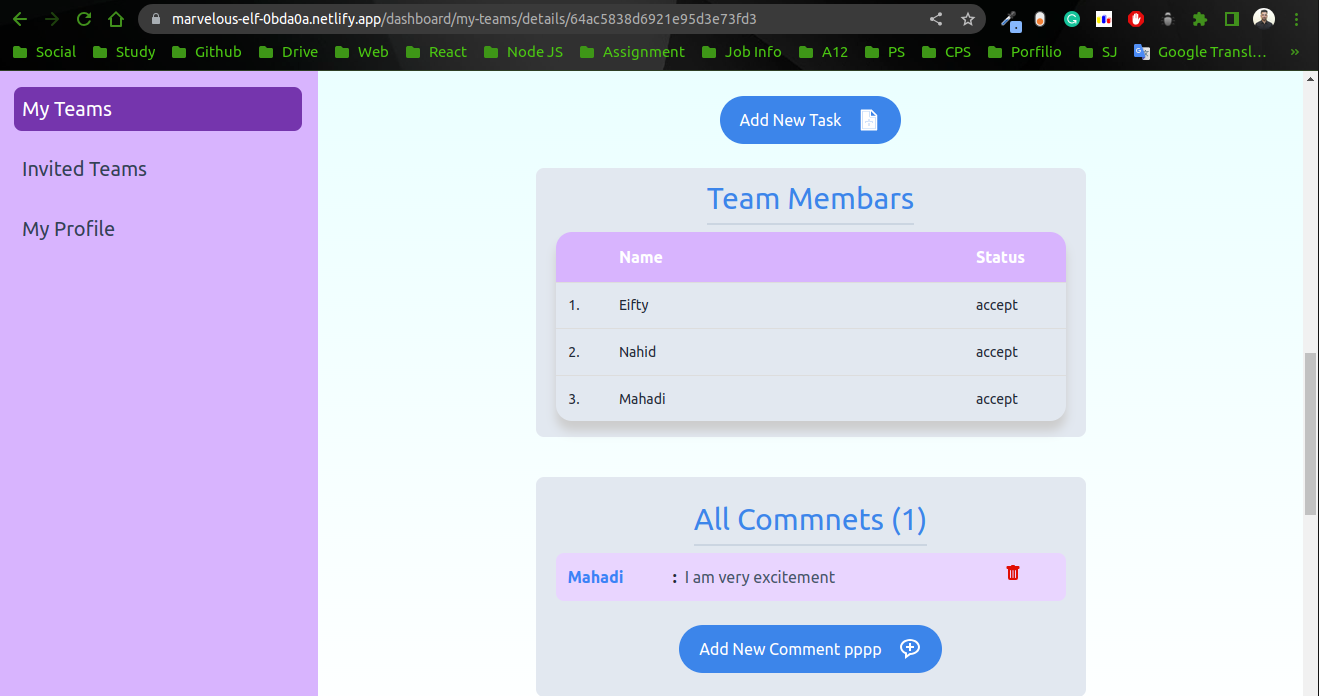 marvelous-elf-0bda0a.netlify.app/dashboard/my-teams/details/64ac5838d6921e95d3e73fd3
Social Study Github Drive Web React Node JS Assignment Job Info A12 PS CPS Porfilio SJ Google Transl... »
My Teams
Invited Teams
My Profile
Add New Task
Team Membars
Name Status
1. Eifty accept
2. Nahid accept
3. Mahadi accept
All Commnets (1)
Mahadi : I am very excitement
Add New Comment pppp